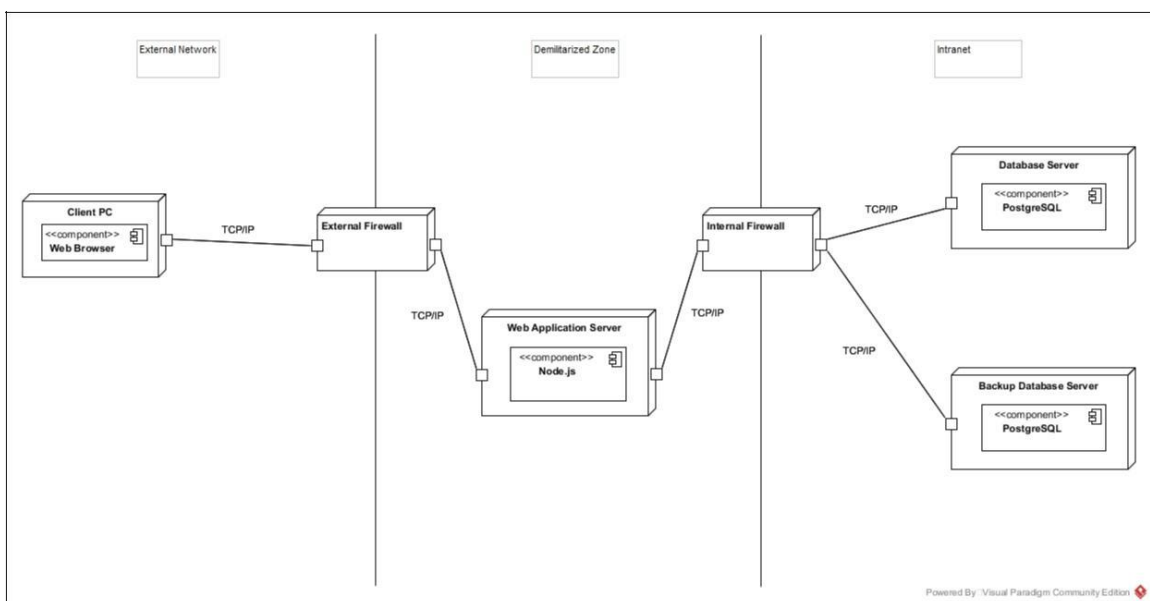 External Network
Demilitarized Zone
Intranet
Client PC
<<component>>
Web Browser
TCP/IP
External Firewall
TCP/IP
Web Application Server
<<component>>
Node.js
TCP/IP
Internal Firewall
TCP/IP
Database Server
<<component>>
PostgreSQL
TCP/IP
Backup Database Server
<<component>>
PostgreSQL
Powered By Visual Paradigm Community Edition